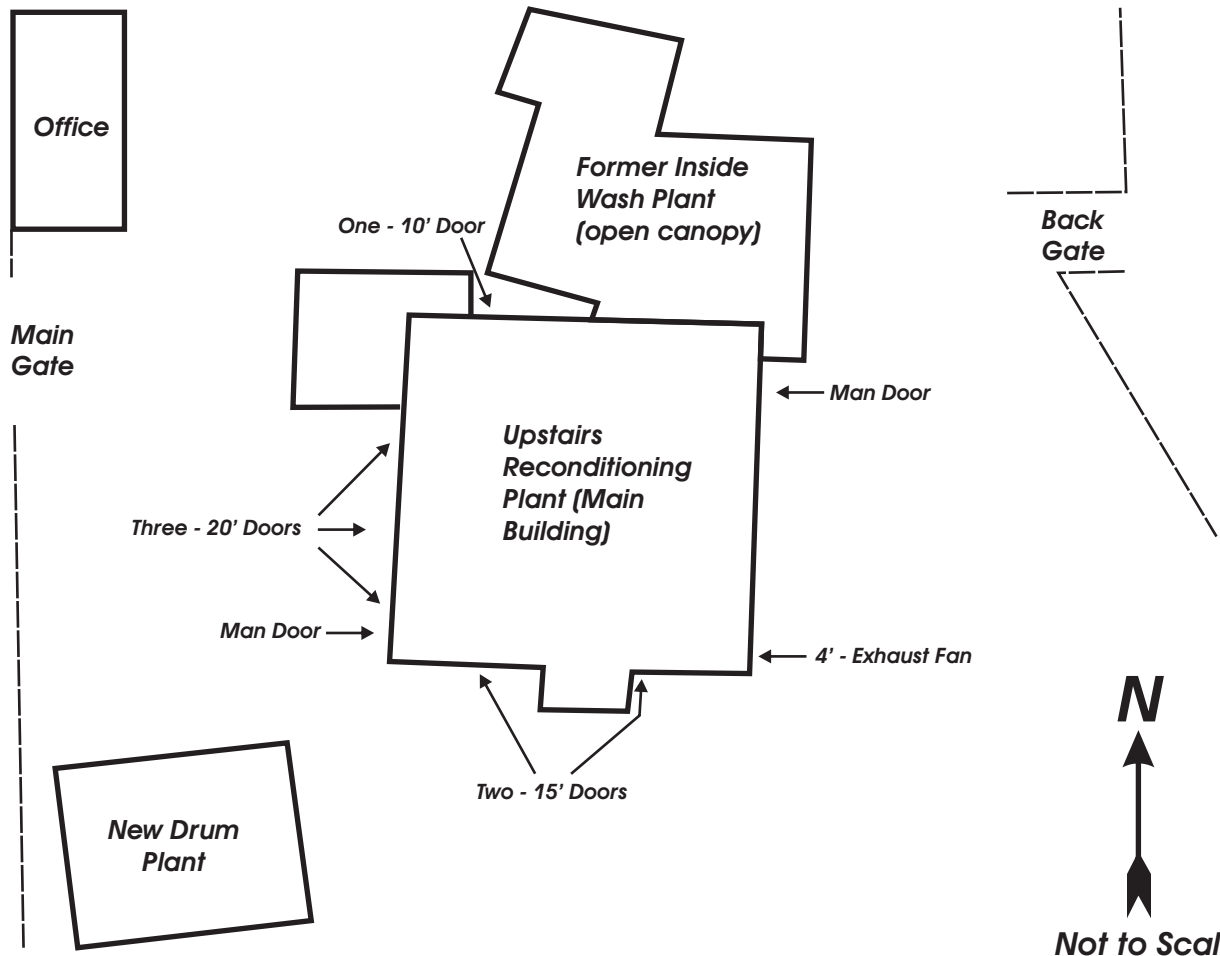 Office
Former Inside
Wash Plant
(open canopy)
One - 10' Door
Back
Gate
Main
Gate
Man Door
Upstairs
Reconditioning
Plant (Main
Building)
Three - 20' Doors
Man Door
4' - Exhaust Fan
N
Two - 15' Doors
New Drum
Plant
Not to Scal